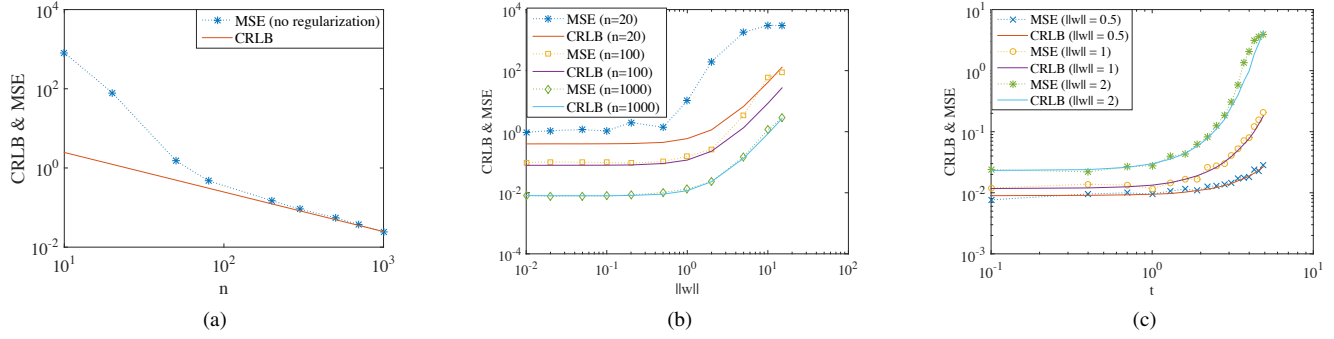 CRLB & MSE
10^4
10^2
10^0
10^-2
MSE (no regularization)
CRLB
10^1
10^2
10^3
n
(a)
CRLB & MSE
10^4
10^2
10^0
10^-2
10^-4
MSE (n=20)
CRLB (n=20)
MSE (n=100)
CRLB (n=100)
MSE (n=1000)
CRLB (n=1000)
10^-2
10^-1
10^0
10^1
10^2
||w||
(b)
CRLB & MSE
10^1
10^0
10^-1
10^-2
10^-3
MSE (||w|| = 0.5)
CRLB (||w|| = 0.5)
MSE (||w|| = 1)
CRLB (||w|| = 1)
MSE (||w|| = 2)
CRLB (||w|| = 2)
10^-1
10^0
10^1
t
(c)